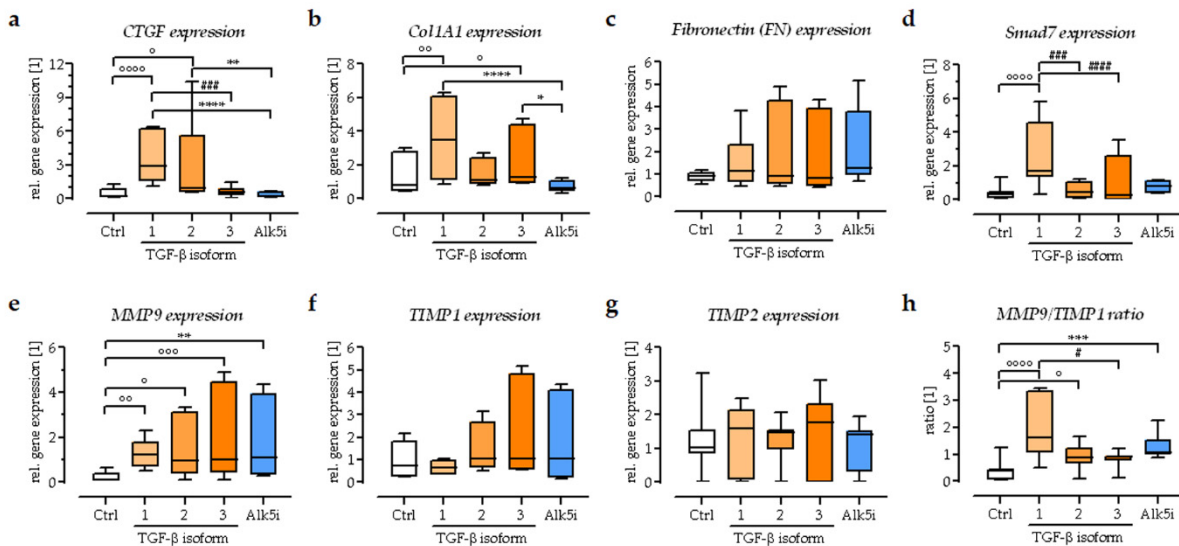 a CTGF expression
rel. gene expression [1]
12
9
6
3
0
° **
°°°° ###
****
Ctrl 1 2 3 Alk5i
TGF-β isoform
b Col1A1 expression
rel. gene expression [1]
8
6
4
2
0
°° °
****
*
Ctrl 1 2 3 Alk5i
TGF-β isoform
c Fibronectin (FN) expression
rel. gene expression [1]
6
5
4
3
2
1
0
Ctrl 1 2 3 Alk5i
TGF-β isoform
d Smad7 expression
rel. gene expression [1]
8
6
4
2
0
###
°°°° ####
Ctrl 1 2 3 Alk5i
TGF-β isoform
e MMP9 expression
rel. gene expression [1]
6
5
4
3
2
1
0
**
°°°
°
°°
Ctrl 1 2 3 Alk5i
TGF-β isoform
f TIMP1 expression
rel. gene expression [1]
6
5
4
3
2
1
0
Ctrl 1 2 3 Alk5i
TGF-β isoform
g TIMP2 expression
rel. gene expression [1]
4
3
2
1
0
Ctrl 1 2 3 Alk5i
TGF-β isoform
h MMP9/TIMP1 ratio
ratio [1]
5
4
3
2
1
0
***
°°°° #
°
Ctrl 1 2 3 Alk5i
TGF-β isoform